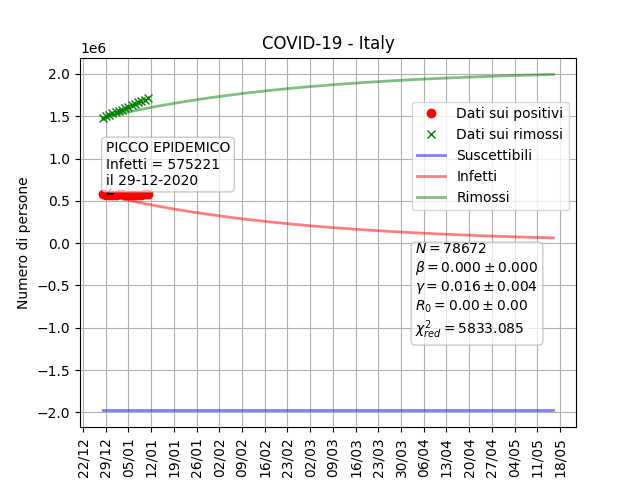 COVID-19 - Italy
1e6
2.0
1.5
1.0
0.5
0.0
−0.5
−1.0
−1.5
−2.0
Numero di persone
PICCO EPIDEMICO
Infetti = 575221
il 29-12-2020
Dati sui positivi
Dati sui rimossi
Suscettibili
Infetti
Rimossi
N = 78672
β = 0.000 ± 0.000
γ = 0.016 ± 0.004
R₀ = 0.00 ± 0.00
χ²red = 5833.085
22/12
29/12
05/01
12/01
19/01
26/01
02/02
09/02
16/02
23/02
02/03
09/03
16/03
23/03
30/03
06/04
13/04
20/04
27/04
04/05
11/05
18/05